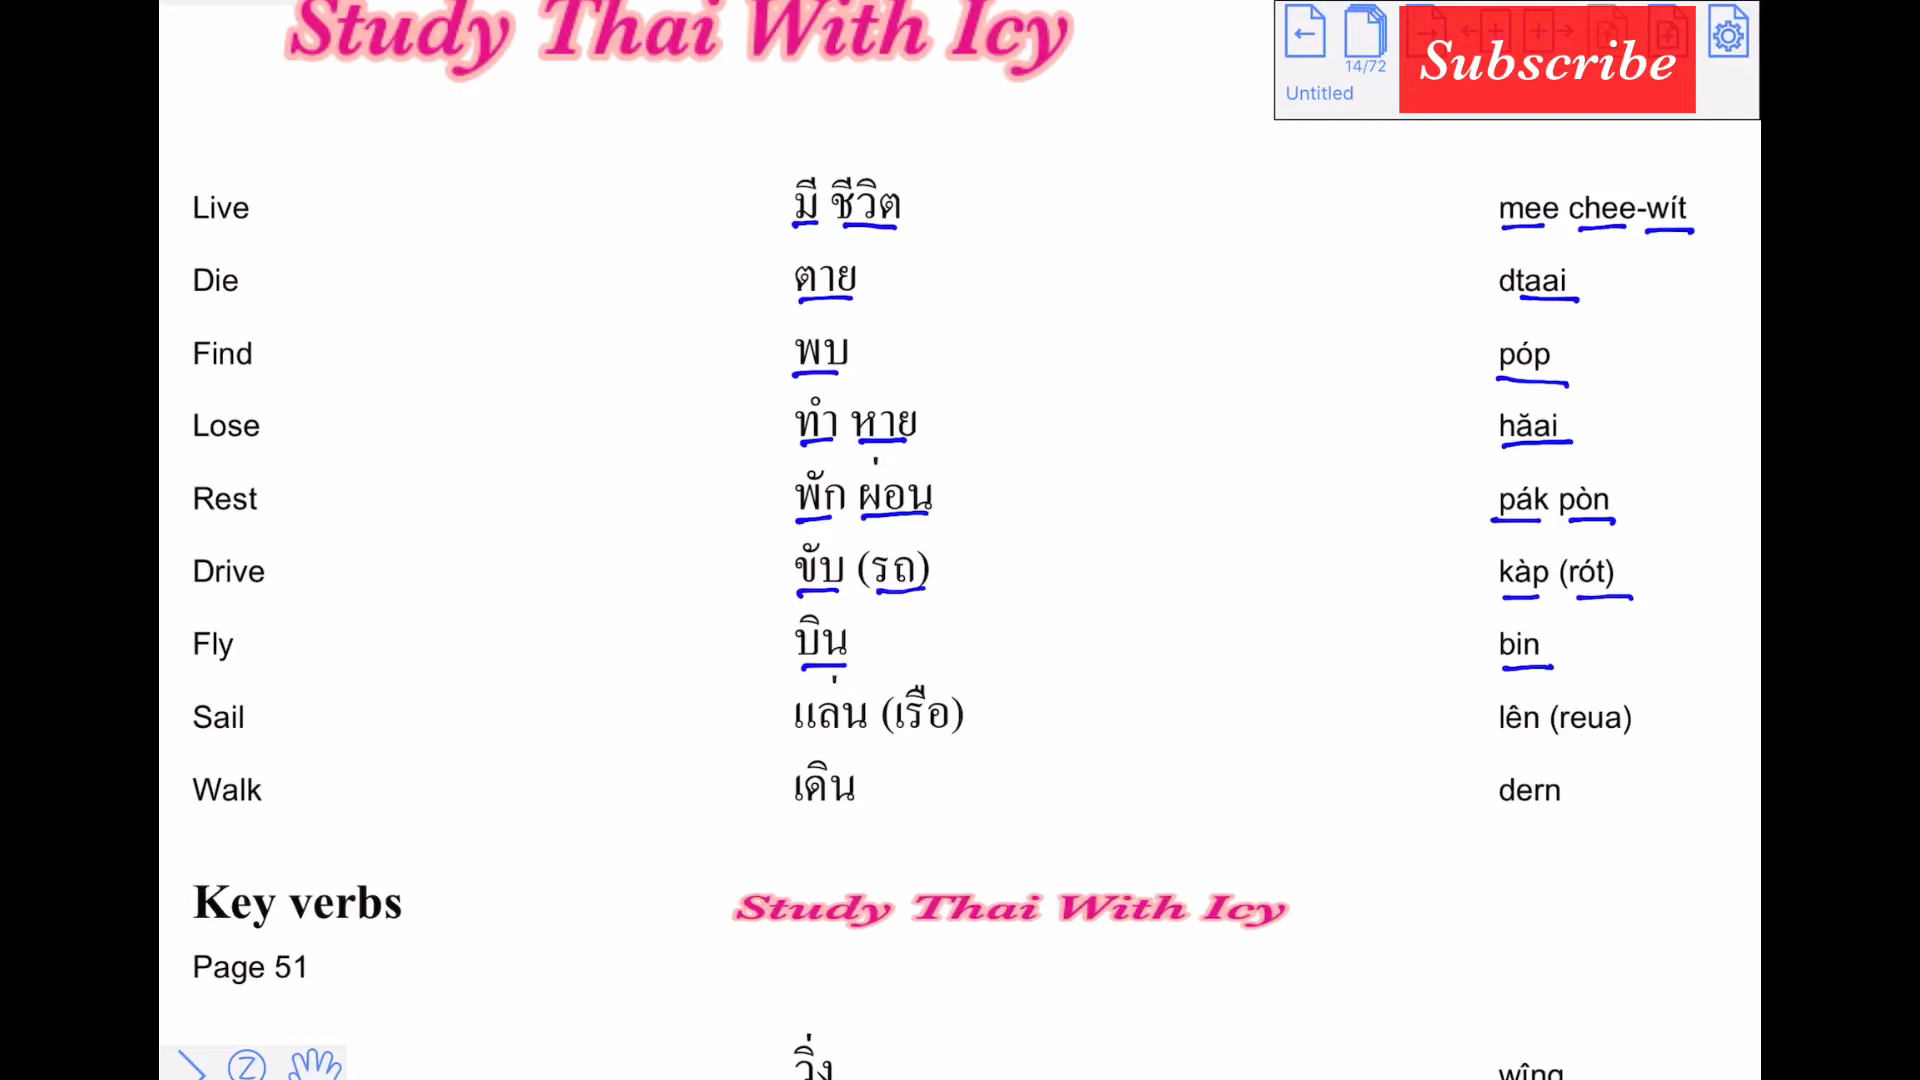 Study Thai With Icy
14/72
Untitled
Subscribe
Live มี ชีวิต mee chee-wít
Die ตาย dtaai
Find พบ póp
Lose ทำ หาย hăai
Rest พัก ผ่อน pák pòn
Drive ขับ (รถ) kàp (rót)
Fly บิน bin
Sail แล่น (เรือ) lên (reua)
Walk เดิน dern
Key verbs
Study Thai With Icy
Page 51
Z
วิ่ง wîng